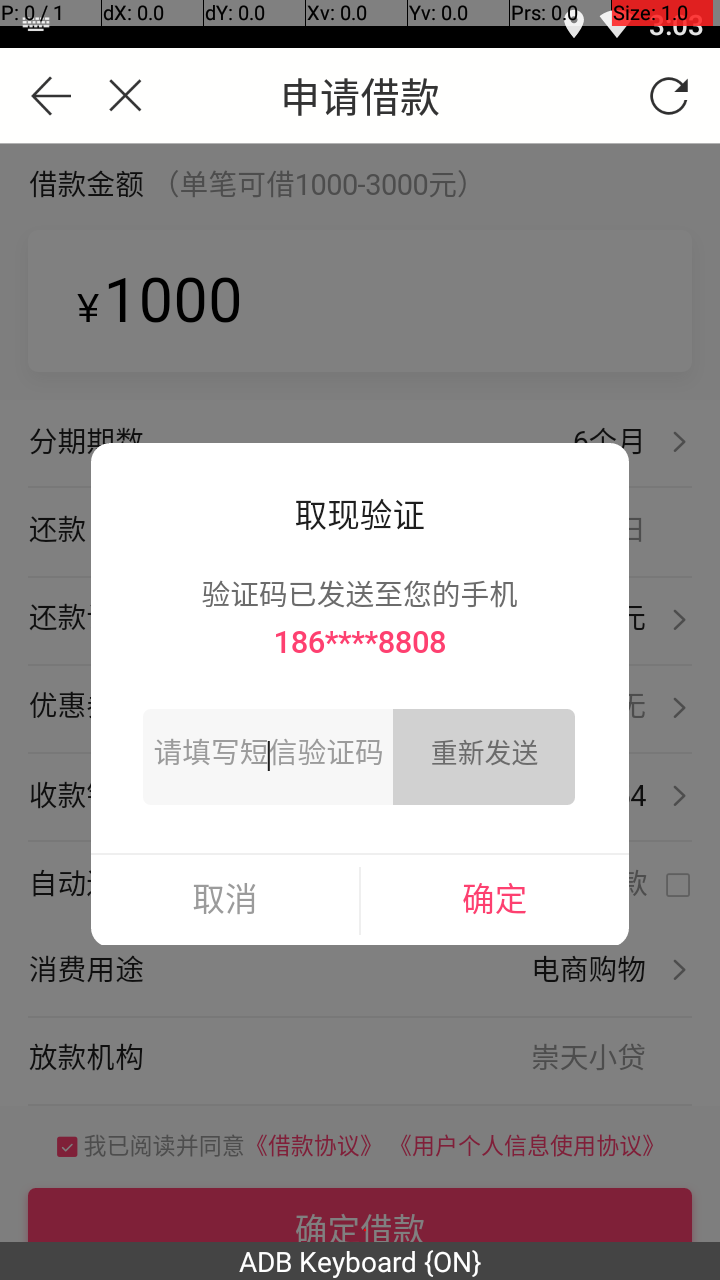 P: 0 / 1 dX: 0.0 dY: 0.0 Xv: 0.0 Yv: 0.0 Prs: 0.0 Size: 1.0
3:03
申请借款
借款金额 （单笔可借1000-3000元）
¥1000
分期期数 6个月
还款 日
还款 元
优惠 无
收款 4
自动 款
取现验证
验证码已发送至您的手机
186****8808
请填写短信验证码 重新发送
取消 确定
消费用途 电商购物
放款机构 崇天小贷
我已阅读并同意《借款协议》 《用户个人信息使用协议》
确定借款
ADB Keyboard {ON}